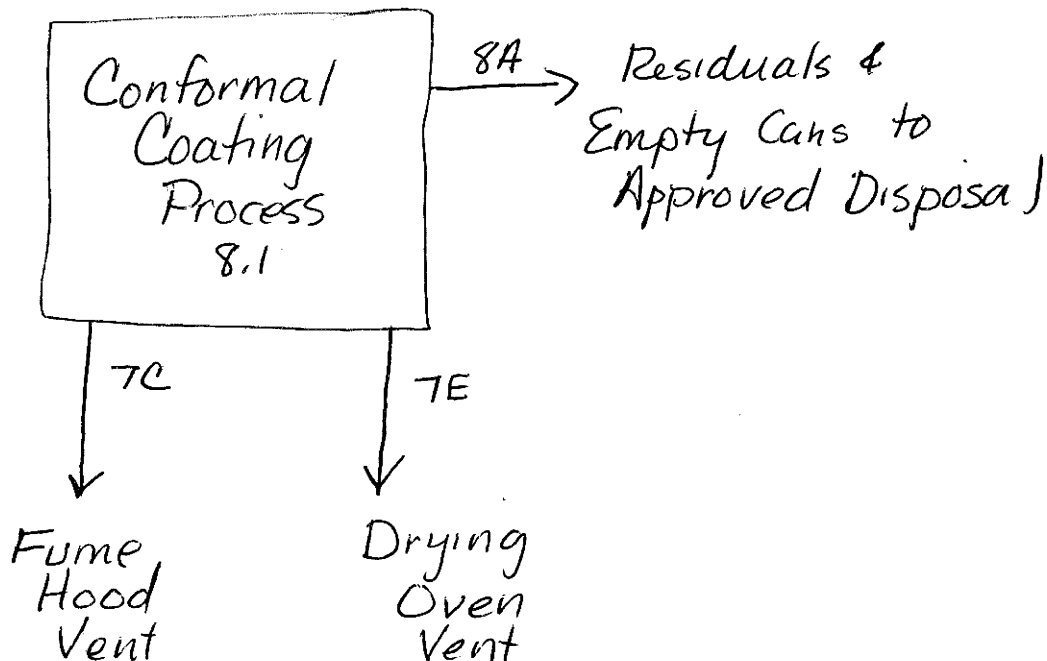 Conformal
Coating
Process
8.1
8A
Residuals &
Empty Cans to
Approved Disposal
7C
7E
Fume
Hood
Vent
Drying
Oven
Vent